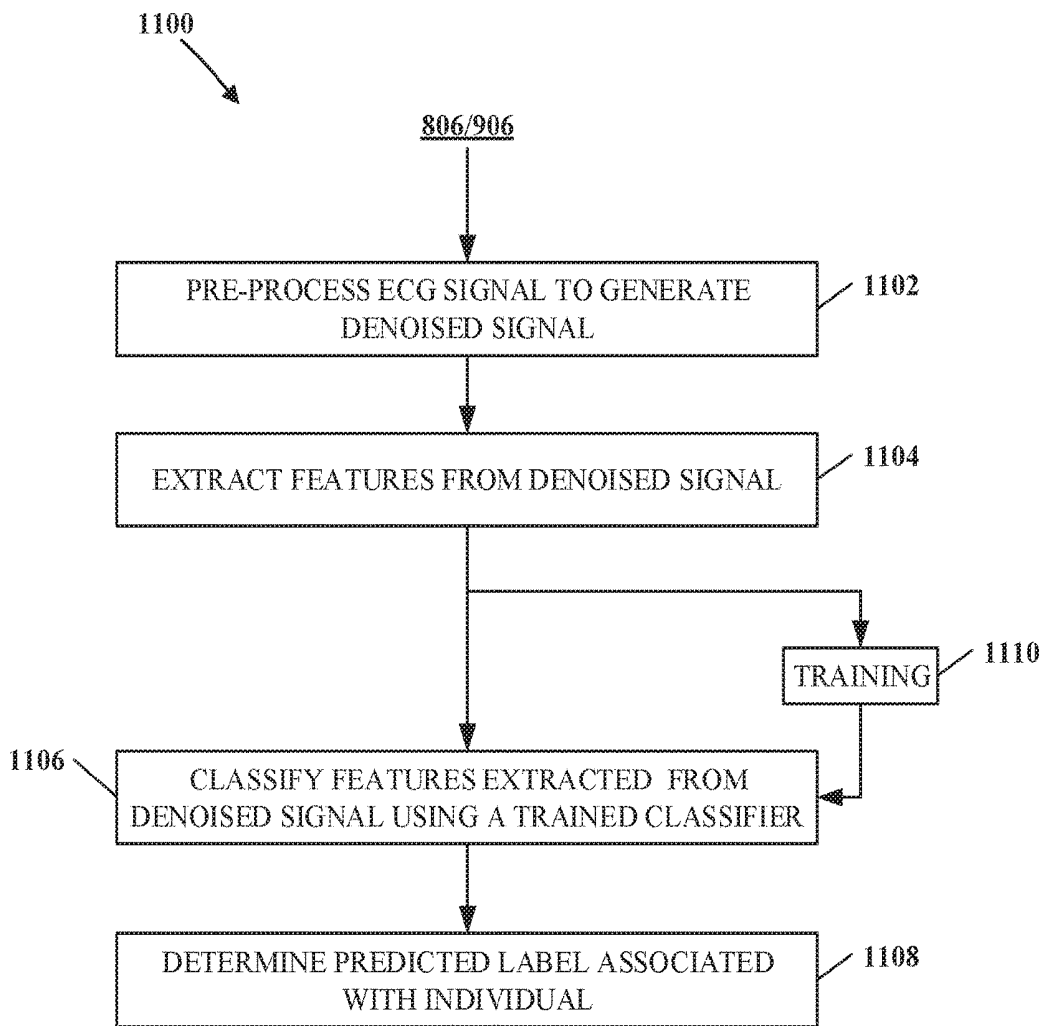 1100
806/906
PRE-PROCESS ECG SIGNAL TO GENERATE
DENOISED SIGNAL
1102
EXTRACT FEATURES FROM DENOISED SIGNAL
1104
TRAINING
1110
1106
CLASSIFY FEATURES EXTRACTED FROM
DENOISED SIGNAL USING A TRAINED CLASSIFIER
DETERMINE PREDICTED LABEL ASSOCIATED
WITH INDIVIDUAL
1108